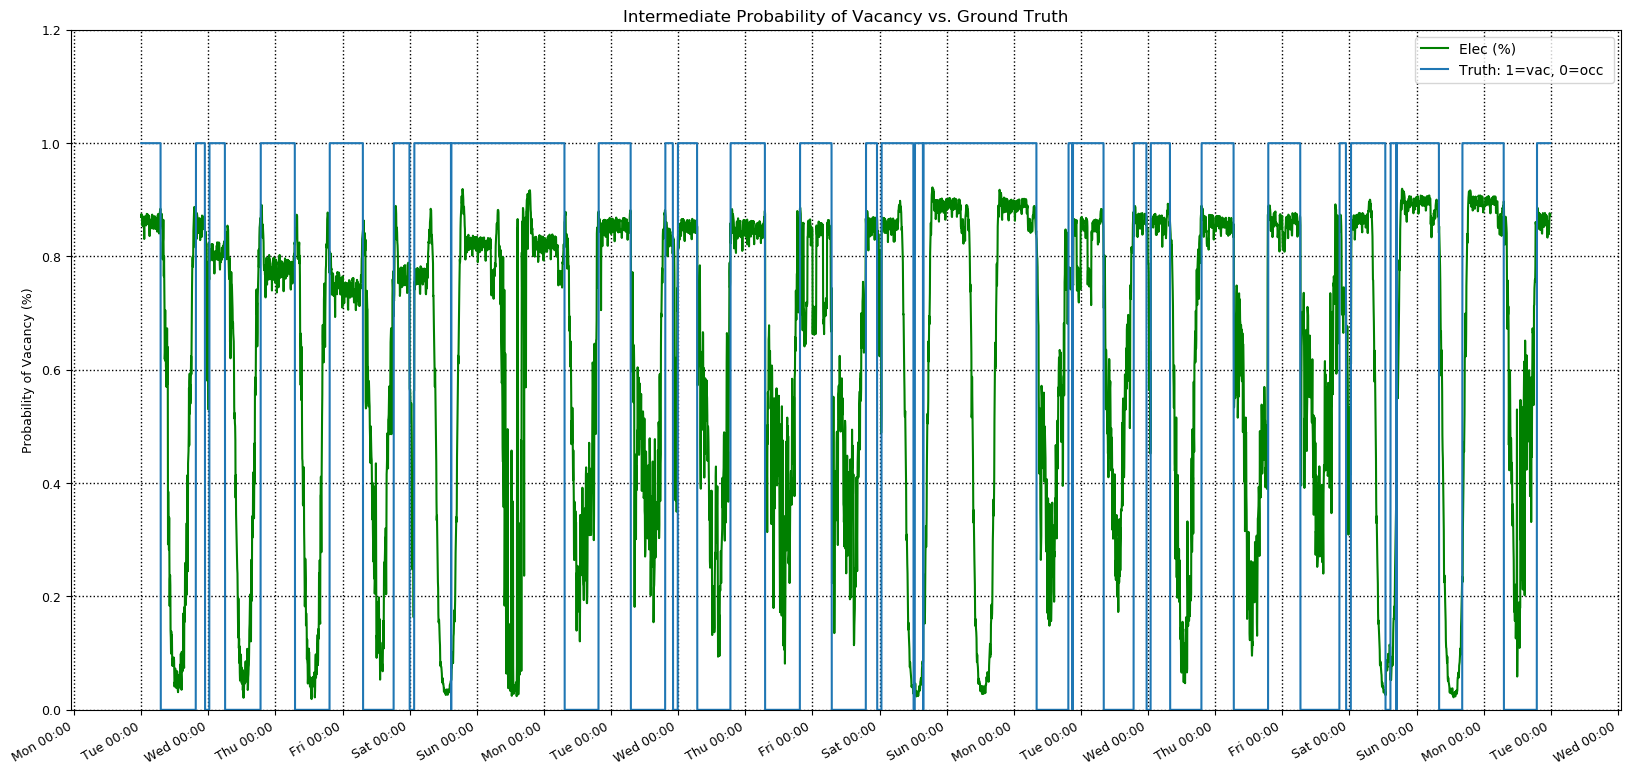 Intermediate Probability of Vacancy vs. Ground Truth
Elec (%)
Truth: 1=vac, 0=occ
Probability of Vacancy (%)
1.2
1.0
0.8
0.6
0.4
0.2
0.0
Mon 00:00
Tue 00:00
Wed 00:00
Thu 00:00
Fri 00:00
Sat 00:00
Sun 00:00
Mon 00:00
Tue 00:00
Wed 00:00
Thu 00:00
Fri 00:00
Sat 00:00
Sun 00:00
Mon 00:00
Tue 00:00
Wed 00:00
Thu 00:00
Fri 00:00
Sat 00:00
Sun 00:00
Mon 00:00
Tue 00:00
Wed 00:00